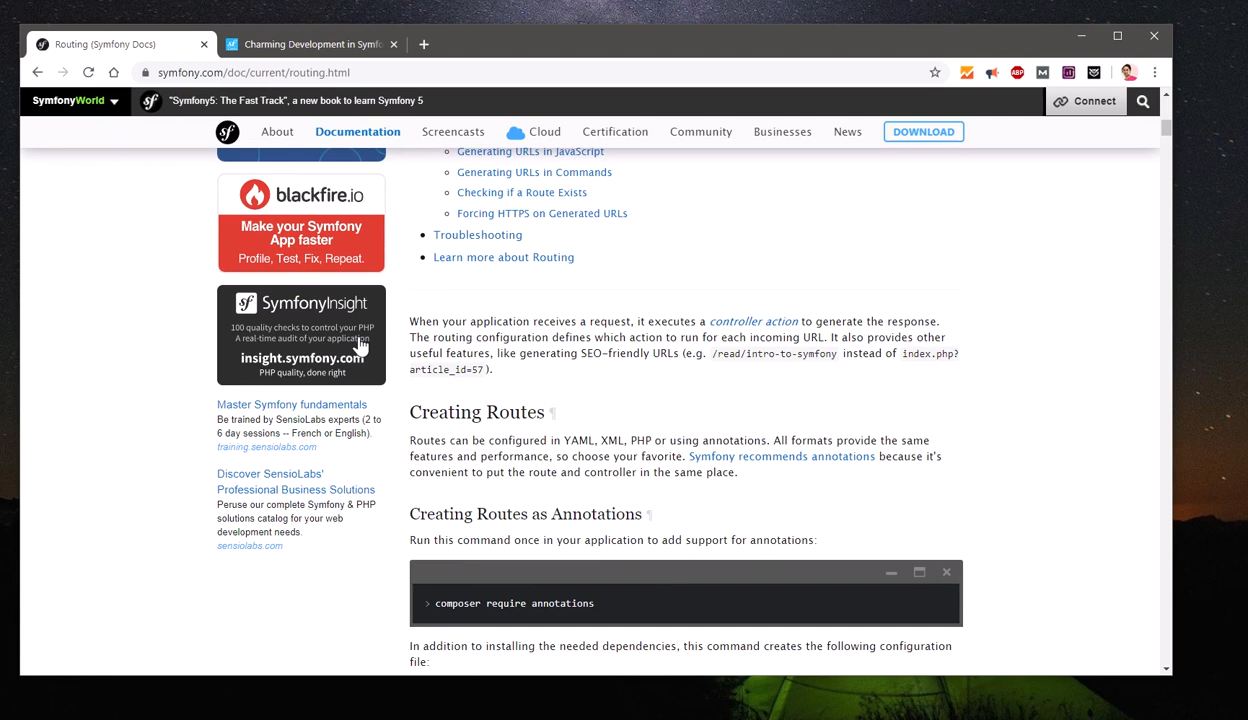 Routing (Symfony Docs)
Charming Development in Symf
symfony.com/doc/current/routing.html
ABP
SymfonyWorld
"Symfony5: The Fast Track", a new book to learn Symfony 5
Connect
About
Documentation
Screencasts
Cloud
Certification
Community
Businesses
News
DOWNLOAD
blackfire.io
Make your Symfony
App faster
Profile, Test, Fix, Repeat.
SymfonyInsight
100 quality checks to control your PHP
A real-time audit of your application
insight.symfony.com
PHP quality, done right
Master Symfony fundamentals
Be trained by SensioLabs experts (2 to
6 day sessions -- French or English).
training.sensiolabs.com
Discover SensioLabs'
Professional Business Solutions
Peruse our complete Symfony & PHP
solutions catalog for your web
development needs.
sensiolabs.com
Generating URLs in JavaScript
Generating URLs in Commands
Checking if a Route Exists
Forcing HTTPS on Generated URLs
Troubleshooting
Learn more about Routing
When your application receives a request, it executes a controller action to generate the response.
The routing configuration defines which action to run for each incoming URL. It also provides other
useful features, like generating SEO-friendly URLs (e.g. /read/intro-to-symfony instead of index.php?
article_id=57).
Creating Routes ¶
Routes can be configured in YAML, XML, PHP or using annotations. All formats provide the same
features and performance, so choose your favorite. Symfony recommends annotations because it's
convenient to put the route and controller in the same place.
Creating Routes as Annotations ¶
Run this command once in your application to add support for annotations:
> composer require annotations
In addition to installing the needed dependencies, this command creates the following configuration
file: